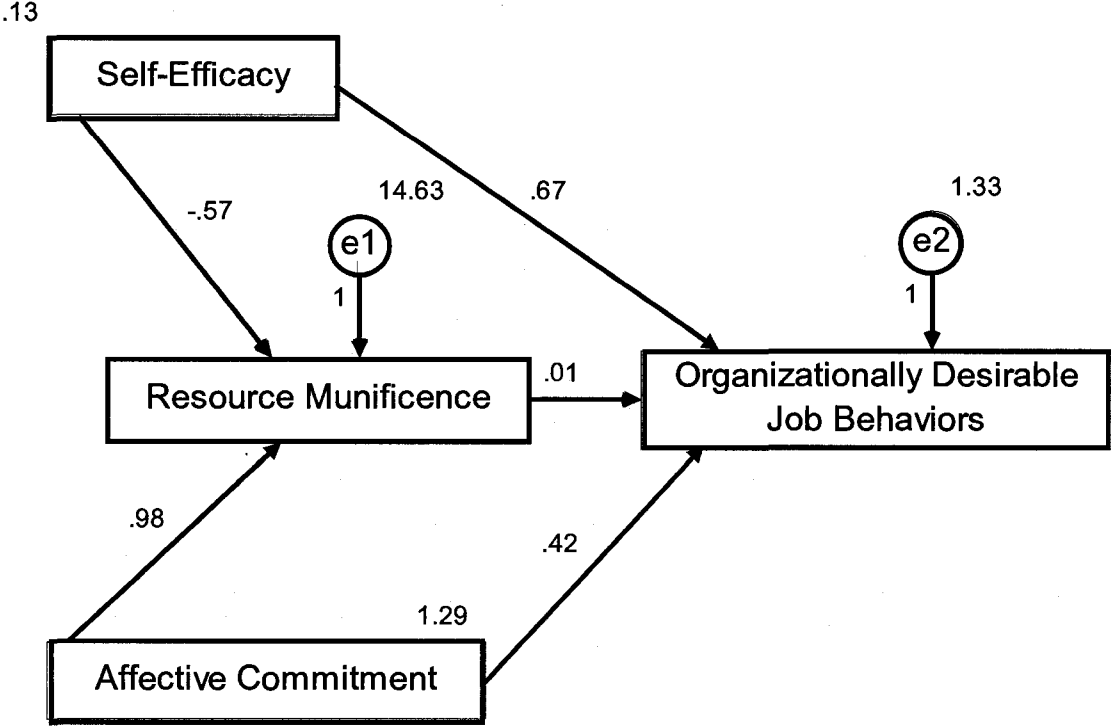 .13
Self-Efficacy
-.57
14.63
.67
1.33
e1
e2
1
1
Resource Munificence
.01
Organizationally Desirable
Job Behaviors
.98
.42
1.29
Affective Commitment